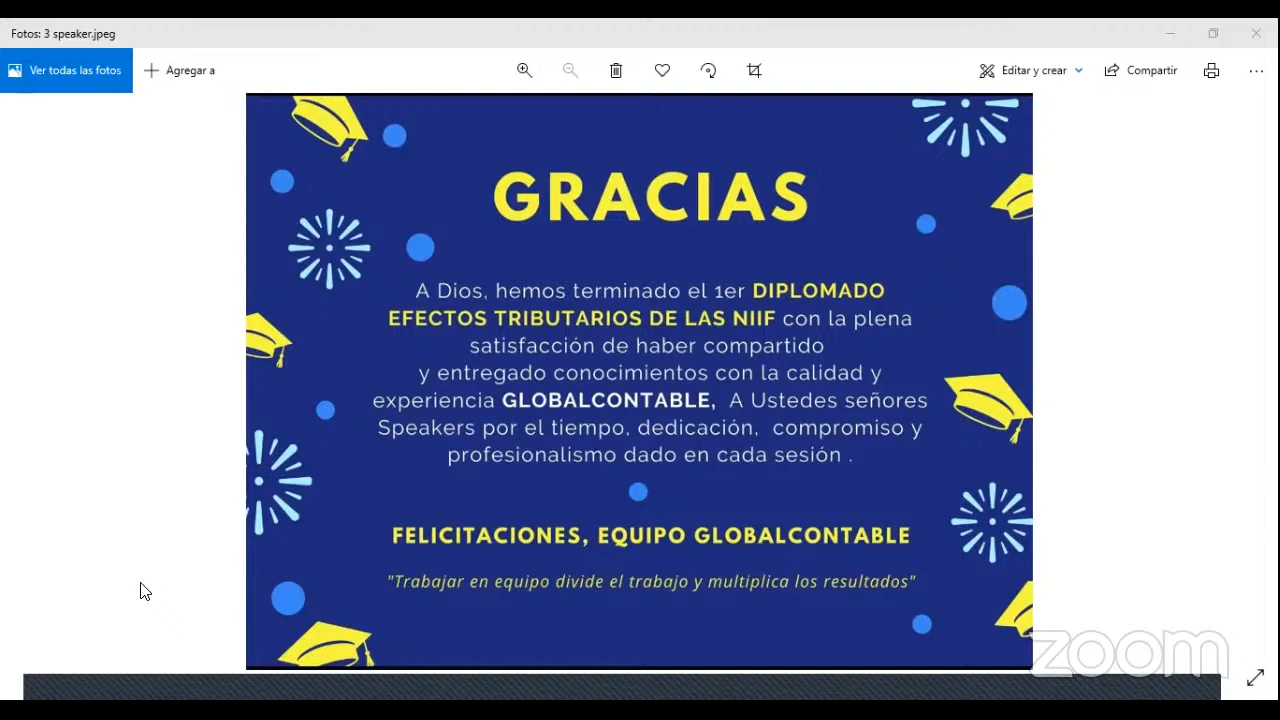 Fotos: 3 speaker.jpeg
Ver todas las fotos
Agregar a
Editar y crear
Compartir
GRACIAS
A Dios, hemos terminado el 1er DIPLOMADO
EFECTOS TRIBUTARIOS DE LAS NIIF con la plena
satisfacción de haber compartido
y entregado conocimientos con la calidad y
experiencia GLOBALCONTABLE, A Ustedes señores
Speakers por el tiempo, dedicación, compromiso y
profesionalismo dado en cada sesión .
FELICITACIONES, EQUIPO GLOBALCONTABLE
"Trabajar en equipo divide el trabajo y multiplica los resultados"
zoom